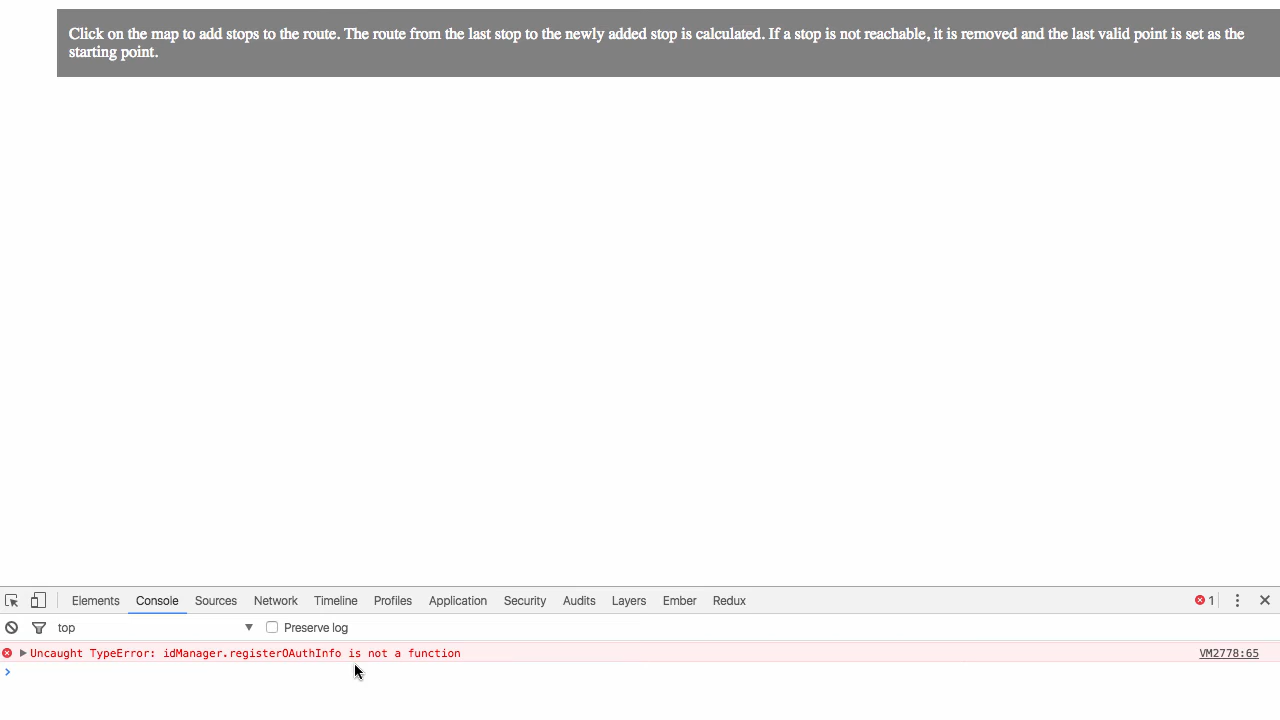 Click on the map to add stops to the route. The route from the last stop to the newly added stop is calculated. If a stop is not reachable, it is removed and the last valid point is set as the
starting point.
Elements Console Sources Network Timeline Profiles Application Security Audits Layers Ember Redux 1
top Preserve log
Uncaught TypeError: idManager.registerOAuthInfo is not a function VM2778:65